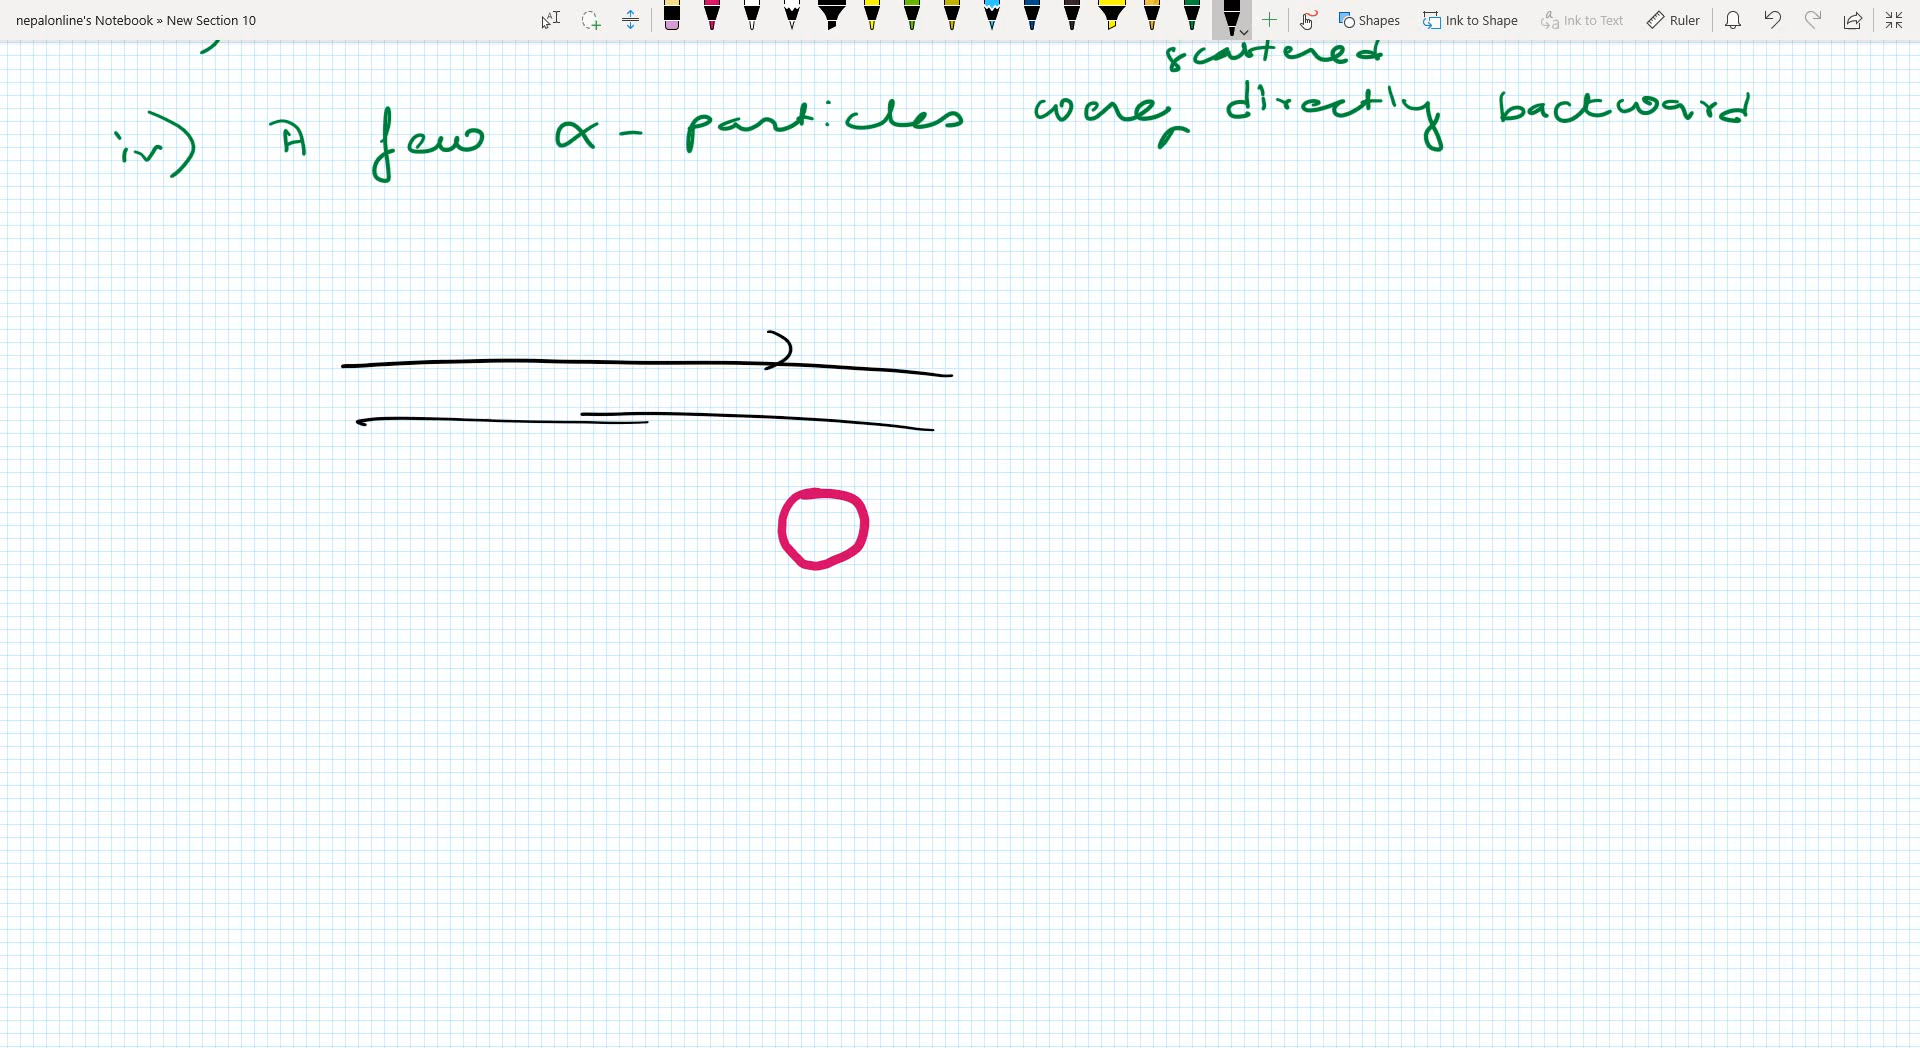 nepalonline's Notebook » New Section 10
Shapes
Ink to Shape
Ink to Text
Ruler
iv) A few α - particles were scattered directly backward